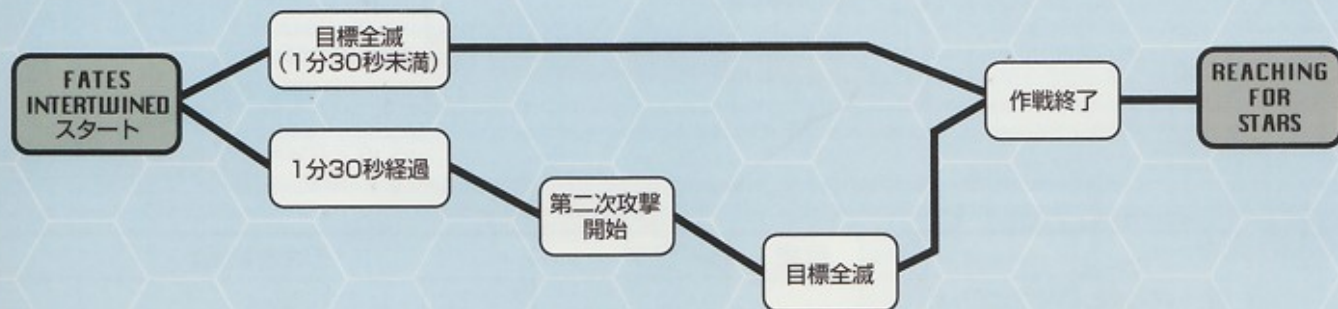 FATES
INTERTWINED
スタート
目標全滅
(1分30秒未満)
1分30秒経過
第二次攻撃
開始
目標全滅
作戦終了
REACHING
FOR
STARS